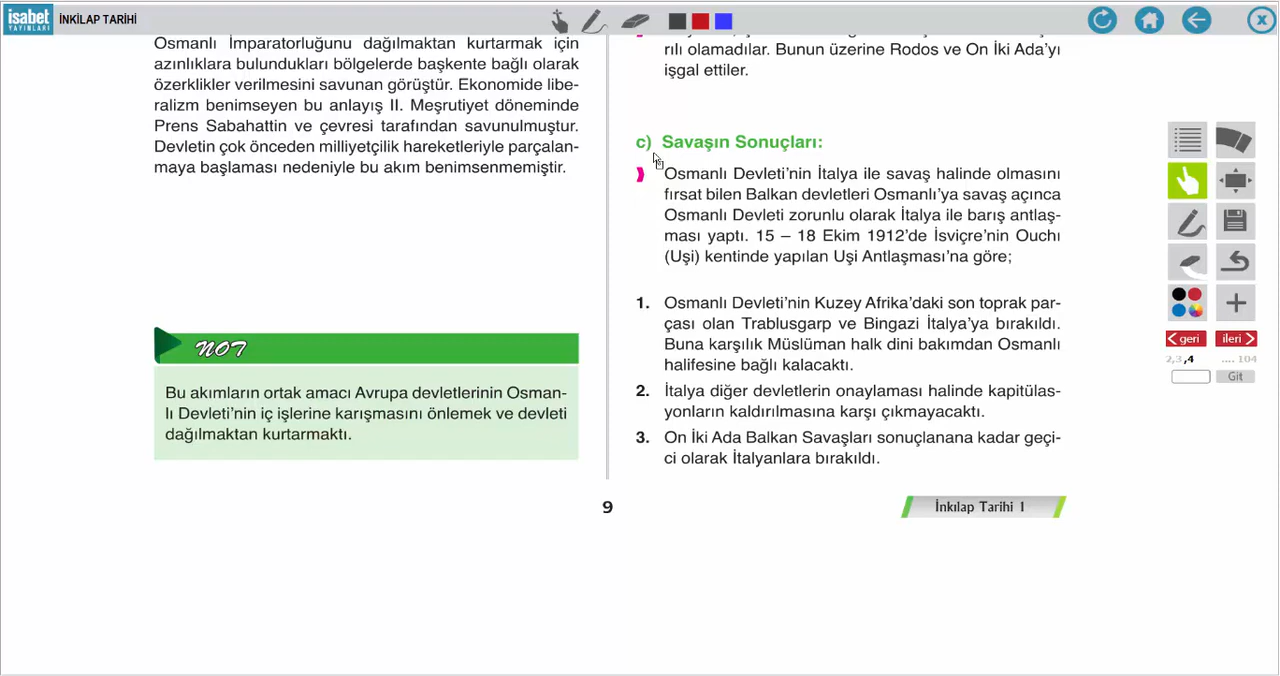 isabet
YAYINLARI
İNKİLAP TARİHİ
Osmanlı İmparatorluğunu dağılmaktan kurtarmak için
azınlıklara bulundukları bölgelerde başkente bağlı olarak
özerklikler verilmesini savunan görüştür. Ekonomide libe-
ralizm benimseyen bu anlayış II. Meşrutiyet döneminde
Prens Sabahattin ve çevresi tarafından savunulmuştur.
Devletin çok önceden milliyetçilik hareketleriyle parçalan-
maya başlaması nedeniyle bu akım benimsenmemiştir.
NOT
Bu akımların ortak amacı Avrupa devletlerinin Osman-
lı Devleti’nin iç işlerine karışmasını önlemek ve devleti
dağılmaktan kurtarmaktı.
rılı olamadılar. Bunun üzerine Rodos ve On İki Ada’yı
işgal ettiler.
c) Savaşın Sonuçları:
Osmanlı Devleti’nin İtalya ile savaş halinde olmasını
fırsat bilen Balkan devletleri Osmanlı’ya savaş açınca
Osmanlı Devleti zorunlu olarak İtalya ile barış antlaş-
ması yaptı. 15 – 18 Ekim 1912’de İsviçre’nin Ouchı
(Uşi) kentinde yapılan Uşi Antlaşması’na göre;
1. Osmanlı Devleti’nin Kuzey Afrika’daki son toprak par-
çası olan Trablusgarp ve Bingazi İtalya’ya bırakıldı.
Buna karşılık Müslüman halk dini bakımdan Osmanlı
halifesine bağlı kalacaktı.
2. İtalya diğer devletlerin onaylaması halinde kapitülas-
yonların kaldırılmasına karşı çıkmayacaktı.
3. On İki Ada Balkan Savaşları sonuçlanana kadar geçi-
ci olarak İtalyanlara bırakıldı.
9
İnkılap Tarihi 1
geri ileri
2,3,4 .... 104
Git